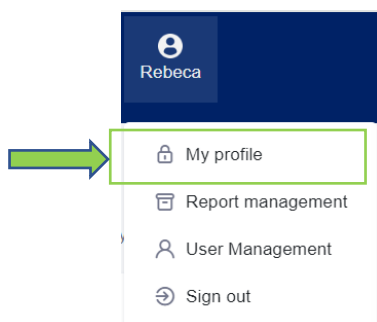 Rebeca
My profile
Report management
User Management
Sign out